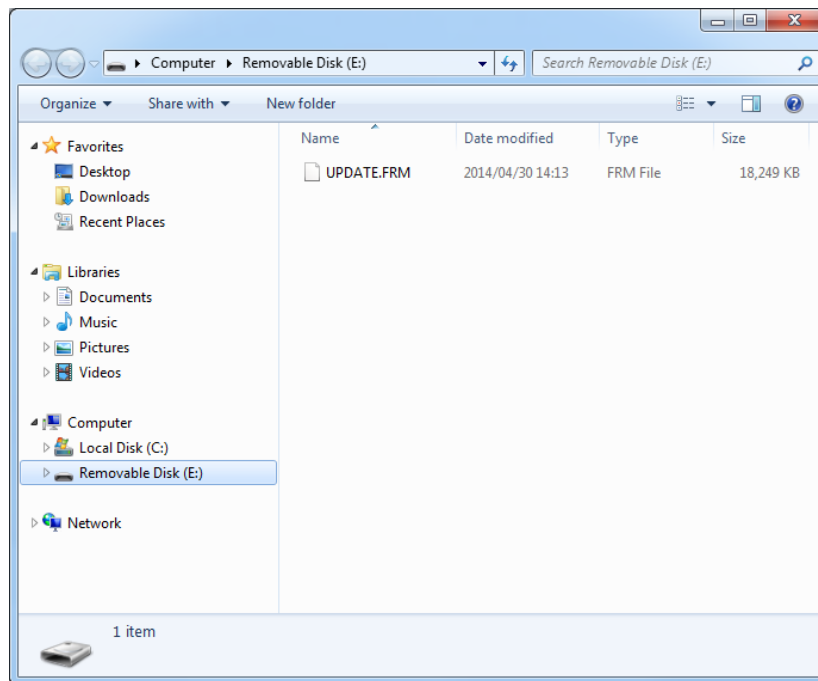 Computer Removable Disk (E:) Search Removable Disk (E:)
Organize Share with New folder
Name Date modified Type Size
UPDATE.FRM 2014/04/30 14:13 FRM File 18,249 KB
Favorites
Desktop
Downloads
Recent Places
Libraries
Documents
Music
Pictures
Videos
Computer
Local Disk (C:)
Removable Disk (E:)
Network
1 item